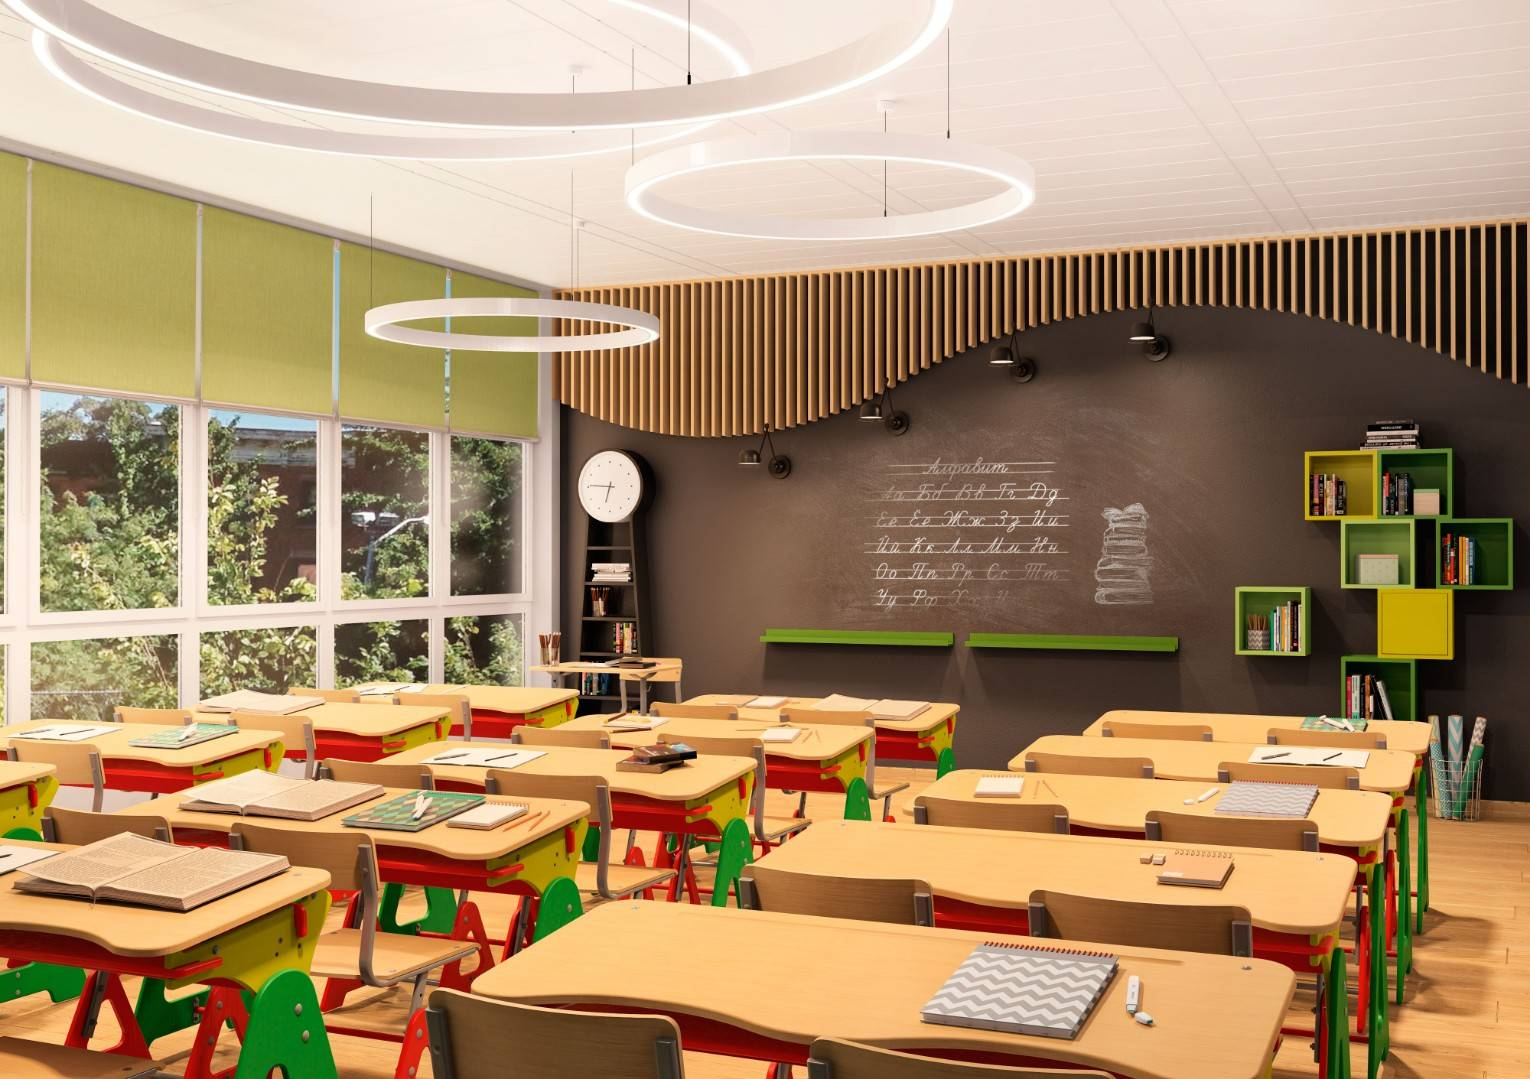 Алфавит
Аа Бб Вв Гг Дд
Ее Ёё Жж Зз Ии
Йй Кк Лл Мм Нн
Оо Пп Рр Сс Тт
Уу Фф Хх